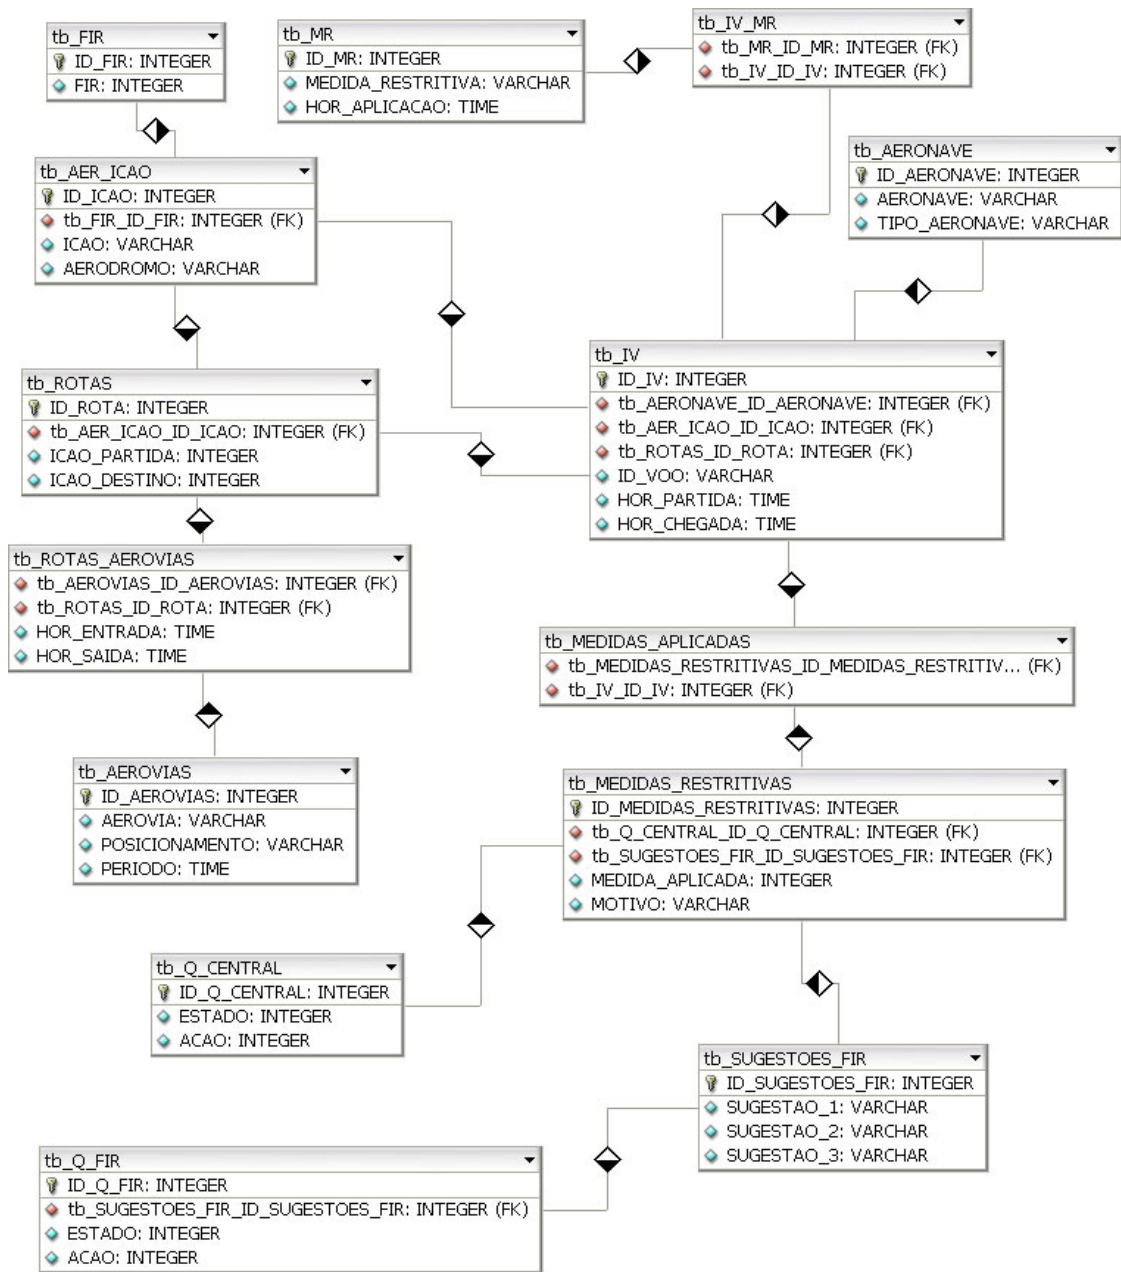 tb_FIR
ID_FIR: INTEGER
FIR: INTEGER
tb_MR
ID_MR: INTEGER
MEDIDA_RESTRITIVA: VARCHAR
HOR_APLICACAO: TIME
tb_IV_MR
tb_MR_ID_MR: INTEGER (FK)
tb_IV_ID_IV: INTEGER (FK)
tb_AER_ICAO
ID_ICAO: INTEGER
tb_FIR_ID_FIR: INTEGER (FK)
ICAO: VARCHAR
AERODROMO: VARCHAR
tb_AERONAVE
ID_AERONAVE: INTEGER
AERONAVE: VARCHAR
TIPO_AERONAVE: VARCHAR
tb_ROTAS
ID_ROTA: INTEGER
tb_AER_ICAO_ID_ICAO: INTEGER (FK)
ICAO_PARTIDA: INTEGER
ICAO_DESTINO: INTEGER
tb_IV
ID_IV: INTEGER
tb_AERONAVE_ID_AERONAVE: INTEGER (FK)
tb_AER_ICAO_ID_ICAO: INTEGER (FK)
tb_ROTAS_ID_ROTA: INTEGER (FK)
ID_VOO: VARCHAR
HOR_PARTIDA: TIME
HOR_CHEGADA: TIME
tb_ROTAS_AEROVIAS
tb_AEROVIAS_ID_AEROVIAS: INTEGER (FK)
tb_ROTAS_ID_ROTA: INTEGER (FK)
HOR_ENTRADA: TIME
HOR_SAIDA: TIME
tb_MEDIDAS_APLICADAS
tb_MEDIDAS_RESTRITIVAS_ID_MEDIDAS_RESTRITIV... (FK)
tb_IV_ID_IV: INTEGER (FK)
tb_AEROVIAS
ID_AEROVIAS: INTEGER
AEROVIA: VARCHAR
POSICIONAMENTO: VARCHAR
PERIODO: TIME
tb_MEDIDAS_RESTRITIVAS
ID_MEDIDAS_RESTRITIVAS: INTEGER
tb_Q_CENTRAL_ID_Q_CENTRAL: INTEGER (FK)
tb_SUGESTOES_FIR_ID_SUGESTOES_FIR: INTEGER (FK)
MEDIDA_APLICADA: INTEGER
MOTIVO: VARCHAR
tb_Q_CENTRAL
ID_Q_CENTRAL: INTEGER
ESTADO: INTEGER
ACAO: INTEGER
tb_SUGESTOES_FIR
ID_SUGESTOES_FIR: INTEGER
SUGESTAO_1: VARCHAR
SUGESTAO_2: VARCHAR
SUGESTAO_3: VARCHAR
tb_Q_FIR
ID_Q_FIR: INTEGER
tb_SUGESTOES_FIR_ID_SUGESTOES_FIR: INTEGER (FK)
ESTADO: INTEGER
ACAO: INTEGER